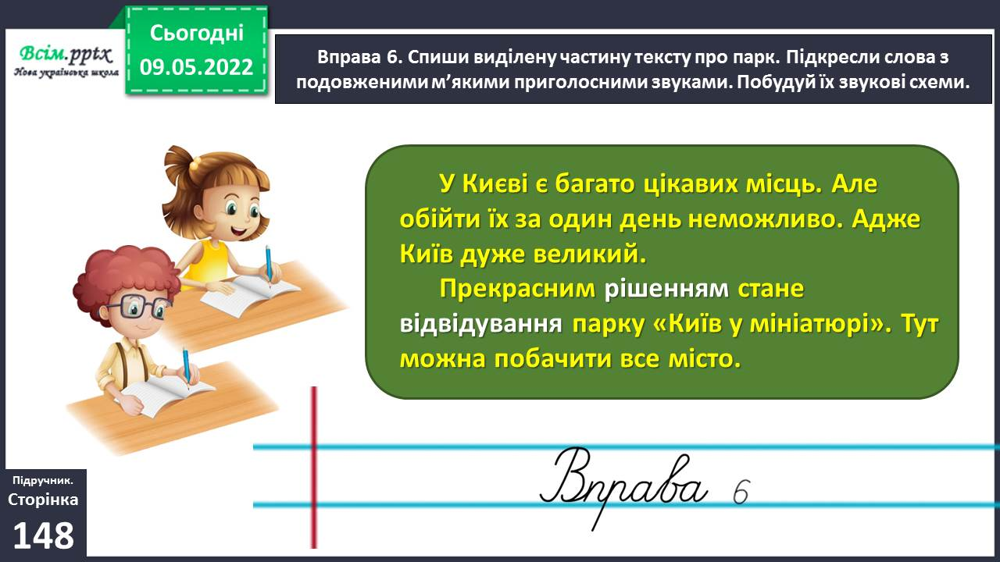 Всім.pptx
Нова українська школа
Сьогодні
09.05.2022
Вправа 6. Спиши виділену частину тексту про парк. Підкресли слова з
подовженими м’якими приголосними звуками. Побудуй їх звукові схеми.
У Києві є багато цікавих місць. Але
обійти їх за один день неможливо. Адже
Київ дуже великий.
Прекрасним рішенням стане
відвідування парку «Київ у мініатюрі». Тут
можна побачити все місто.
Вправа 6
Підручник.
Сторінка
148